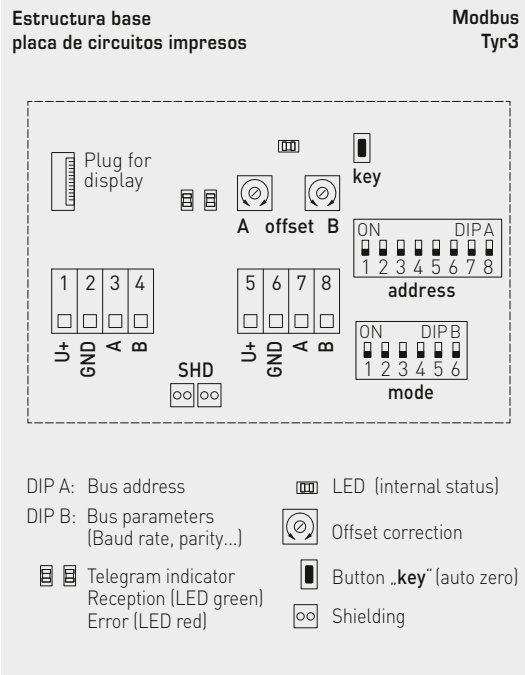 Estructura base
placa de circuitos impresos
Modbus
Tyr3
Plug for
display
key
A offset B
ON DIP A
1 2 3 4 5 6 7 8
address
1 2 3 4
U+ GND A B
5 6 7 8
U+ GND A B
SHD
ON DIP B
1 2 3 4 5 6
mode
DIP A: Bus address
DIP B: Bus parameters
(Baud rate, parity...)
Telegram indicator
Reception (LED green)
Error (LED red)
LED (internal status)
Offset correction
Button „key“ (auto zero)
Shielding